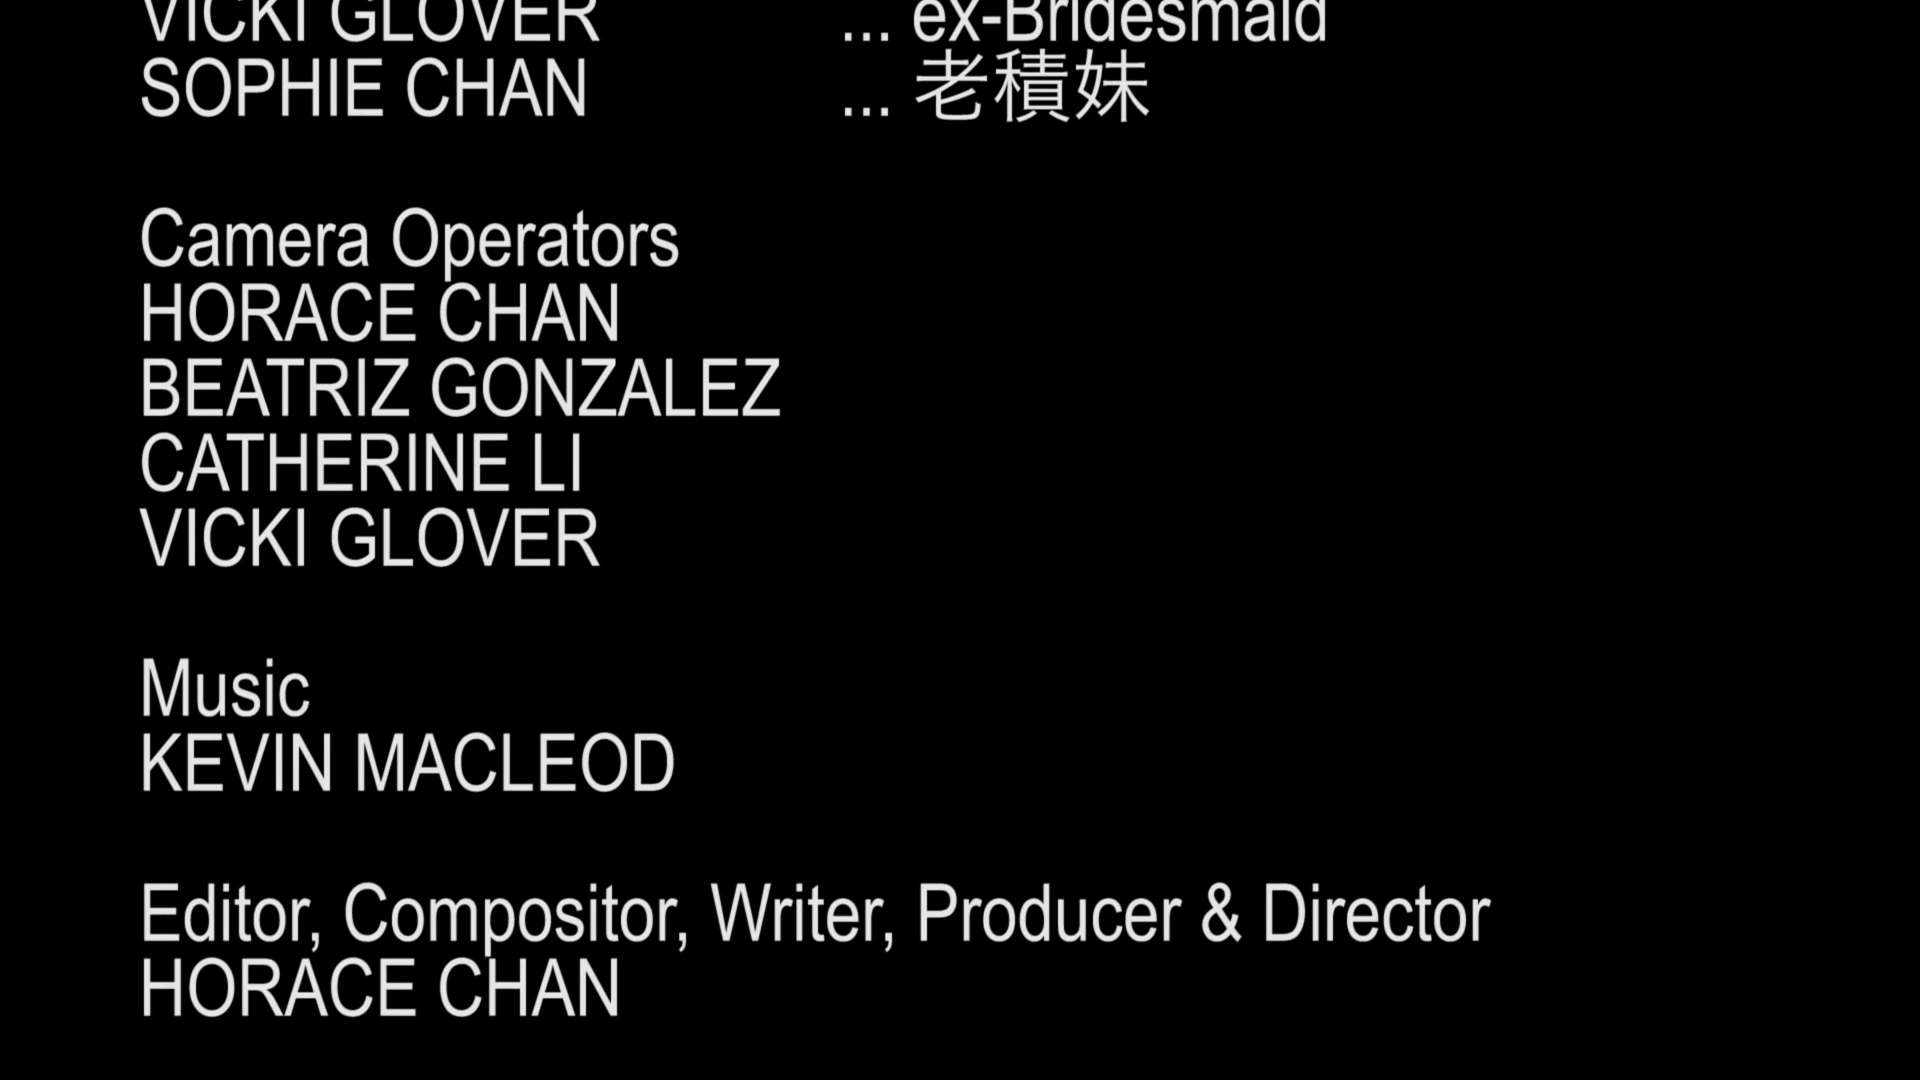 VICKI GLOVER ... ex-Bridesmaid
SOPHIE CHAN ... 老積妹
Camera Operators
HORACE CHAN
BEATRIZ GONZALEZ
CATHERINE LI
VICKI GLOVER
Music
KEVIN MACLEOD
Editor, Compositor, Writer, Producer & Director
HORACE CHAN